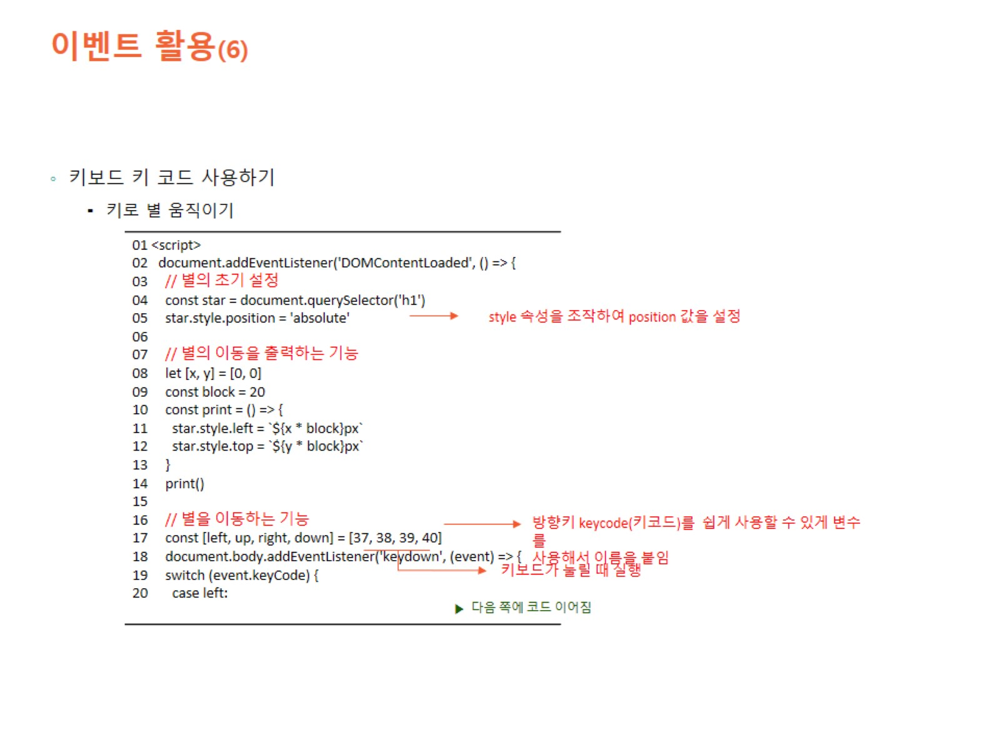 이벤트 활용(6)
◦ 키보드 키 코드 사용하기
▪ 키로 별 움직이기
01 <script>
02 document.addEventListener('DOMContentLoaded', () => {
03 // 별의 초기 설정
04 const star = document.querySelector('h1')
05 star.style.position = 'absolute'
style 속성을 조작하여 position 값을 설정
06
07 // 별의 이동을 출력하는 기능
08 let [x, y] = [0, 0]
09 const block = 20
10 const print = () => {
11 star.style.left = `${x * block}px`
12 star.style.top = `${y * block}px`
13 }
14 print()
15
16 // 별을 이동하는 기능
17 const [left, up, right, down] = [37, 38, 39, 40]
방향키 keycode(키코드)를 쉽게 사용할 수 있게 변수
를
사용해서 이름을 붙임
18 document.body.addEventListener('keydown', (event) => {
키보드가 눌릴 때 실행
19 switch (event.keyCode) {
20 case left:
▶ 다음 쪽에 코드 이어짐